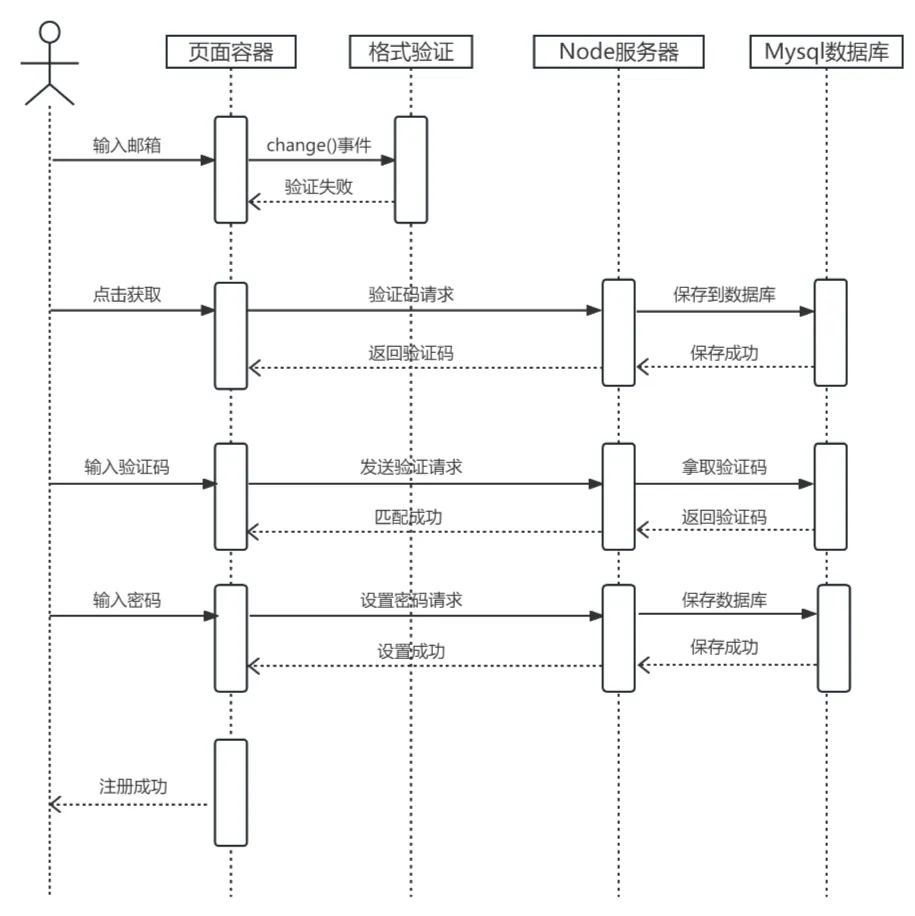 页面容器
格式验证
Node服务器
Mysql数据库
输入邮箱
change()事件
验证失败
点击获取
验证码请求
保存到数据库
返回验证码
保存成功
输入验证码
发送验证请求
拿取验证码
匹配成功
返回验证码
输入密码
设置密码请求
保存数据库
设置成功
保存成功
注册成功